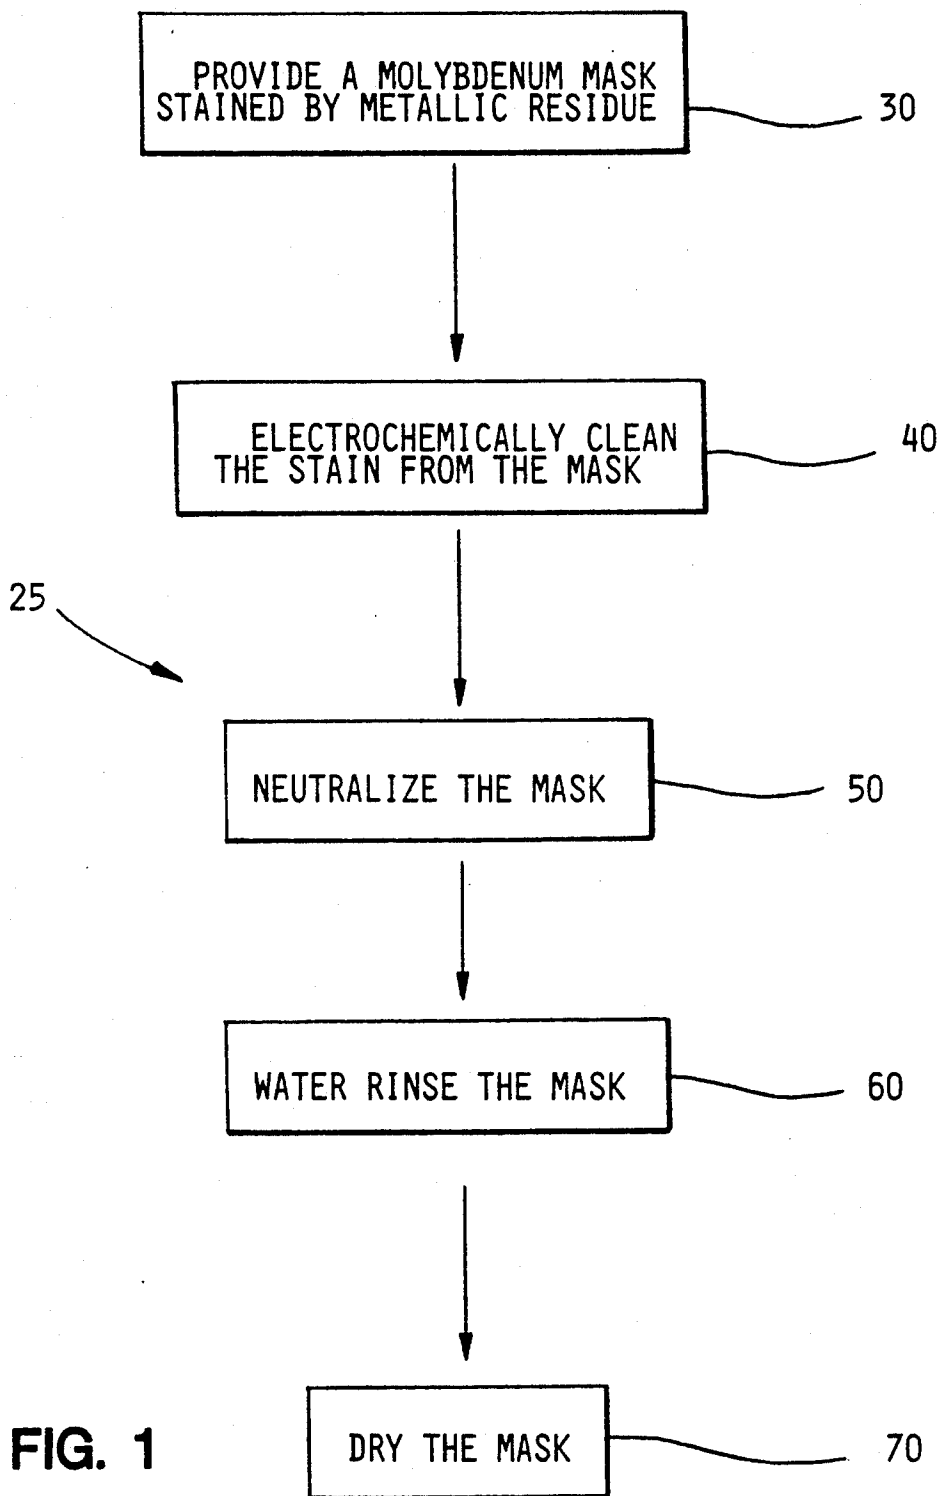 PROVIDE A MOLYBDENUM MASK
STAINED BY METALLIC RESIDUE
30
ELECTROCHEMICALLY CLEAN
THE STAIN FROM THE MASK
40
25
NEUTRALIZE THE MASK
50
WATER RINSE THE MASK
60
DRY THE MASK
70
FIG. 1